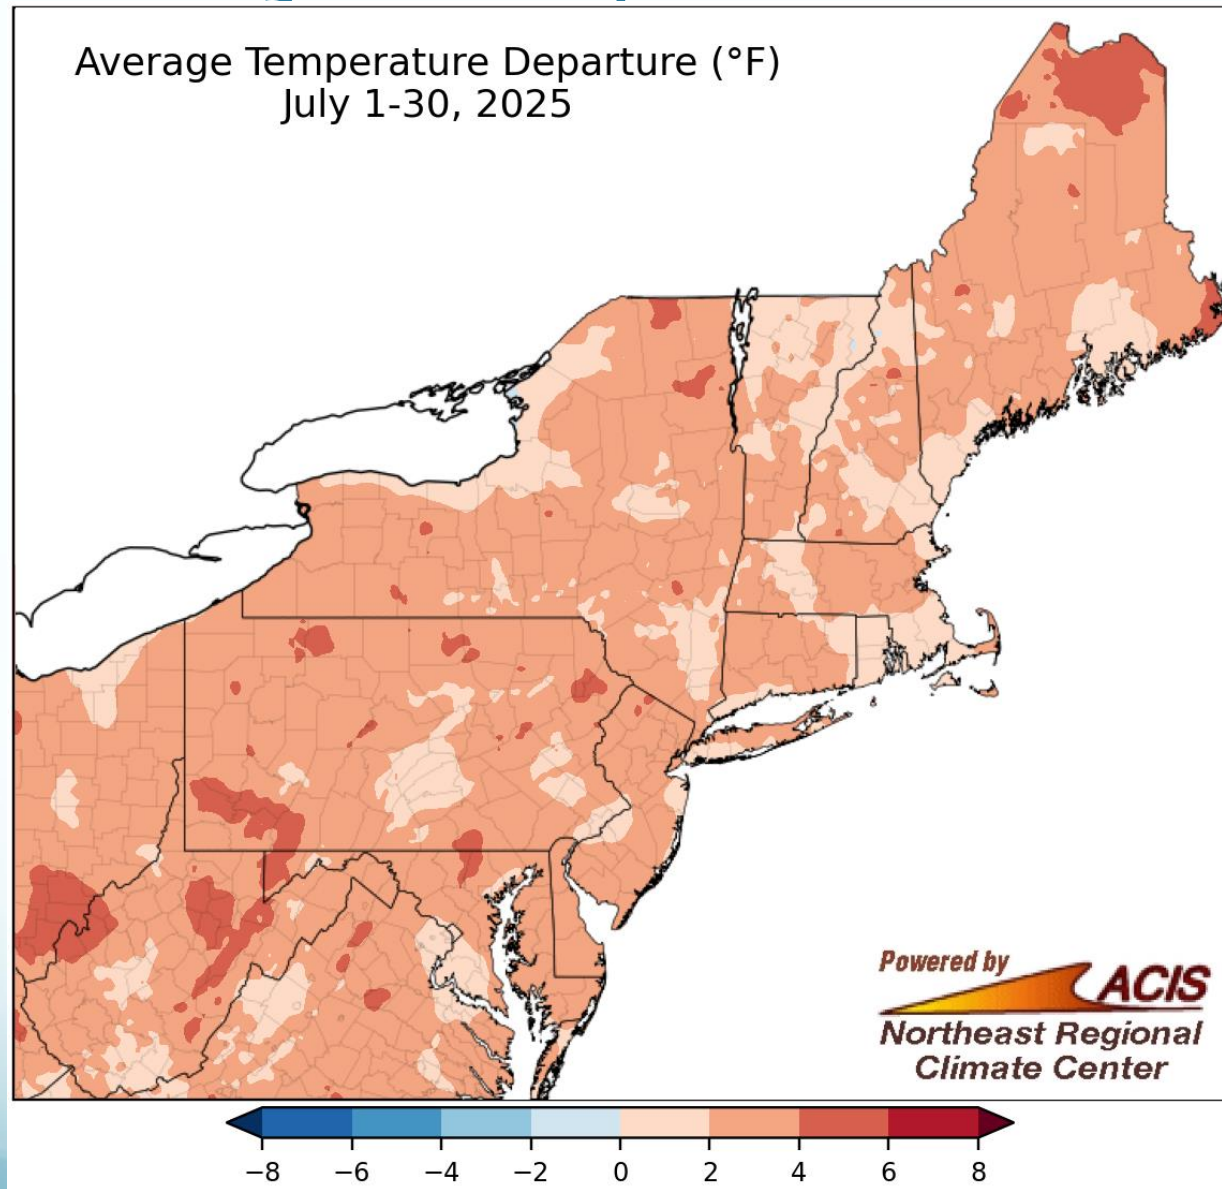 Average Temperature Departure (°F)
July 1-30, 2025
Powered by
ACIS
Northeast Regional
Climate Center
−8 −6 −4 −2 0 2 4 6 8